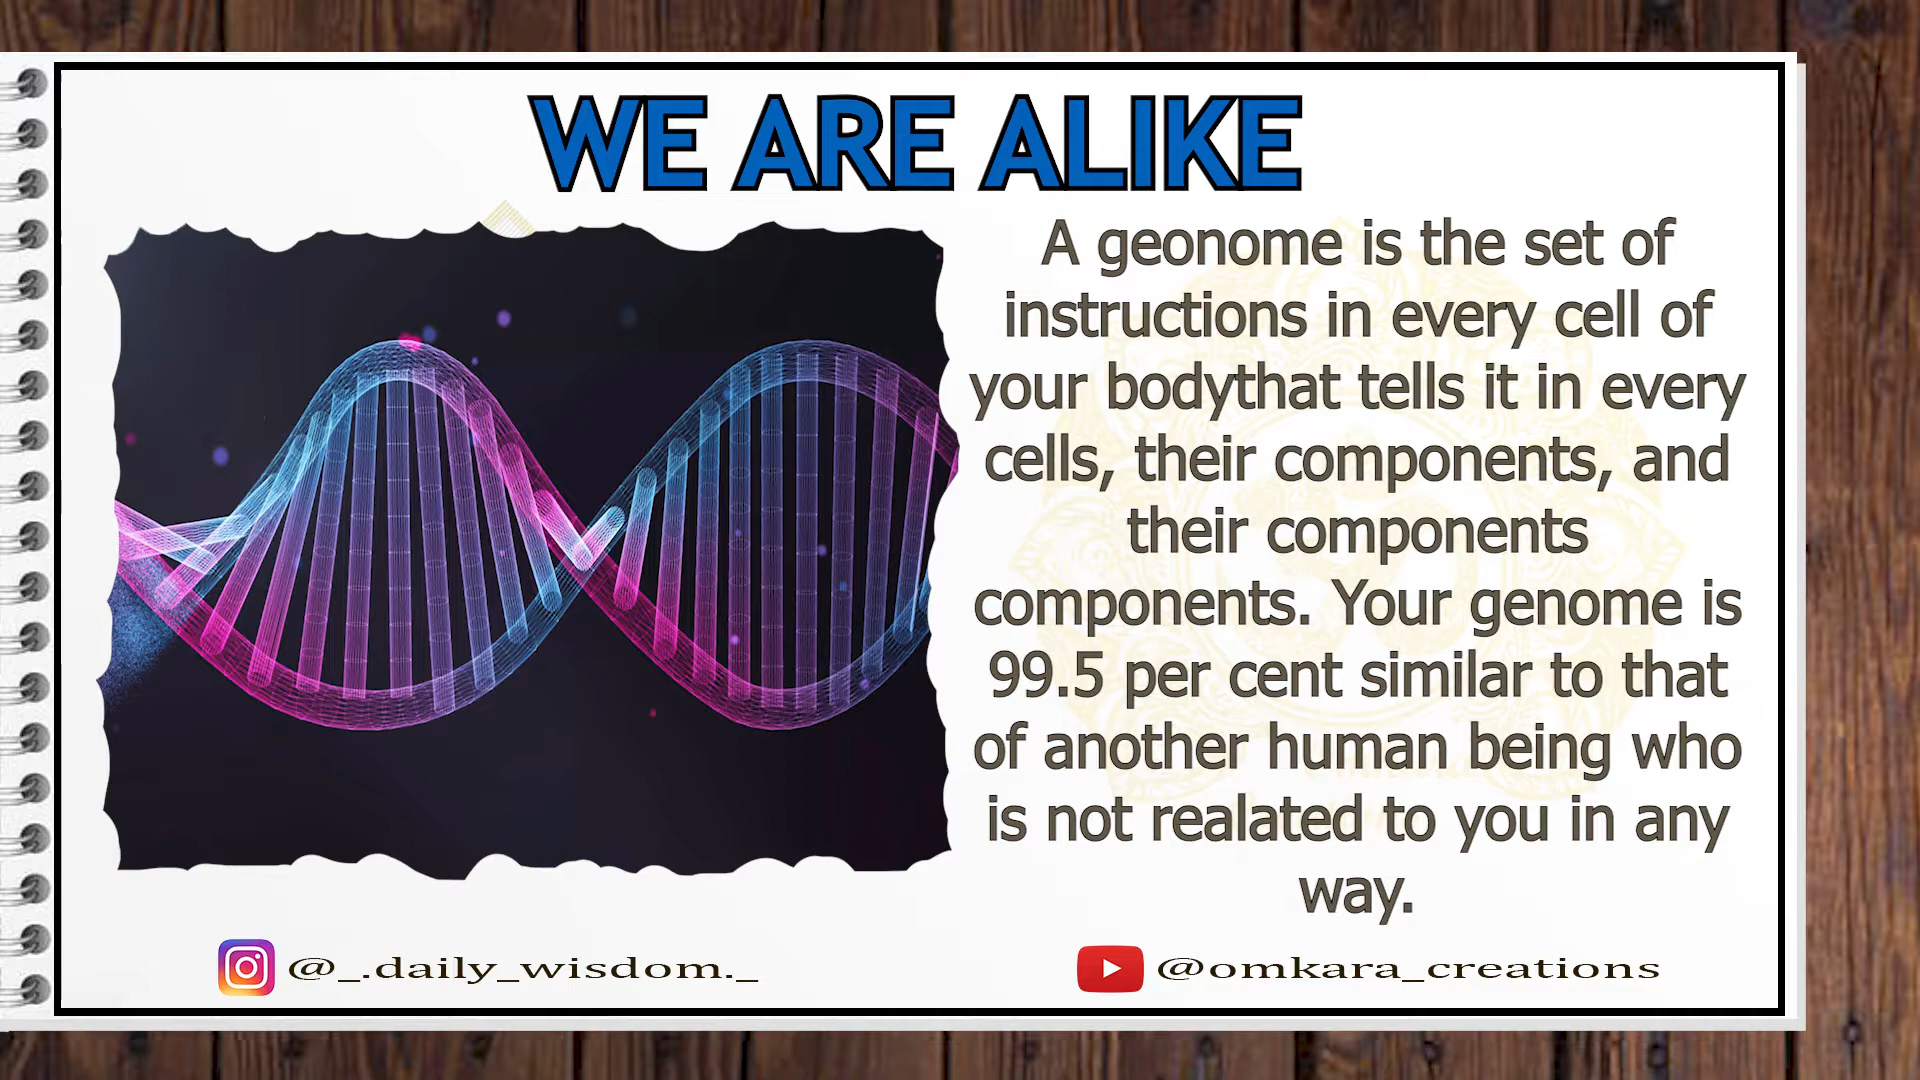 WE ARE ALIKE
A geonome is the set of
instructions in every cell of
your bodythat tells it in every
cells, their components, and
their components
components. Your genome is
99.5 per cent similar to that
of another human being who
is not realated to you in any
way.
@_.daily_wisdom._
@omkara_creations